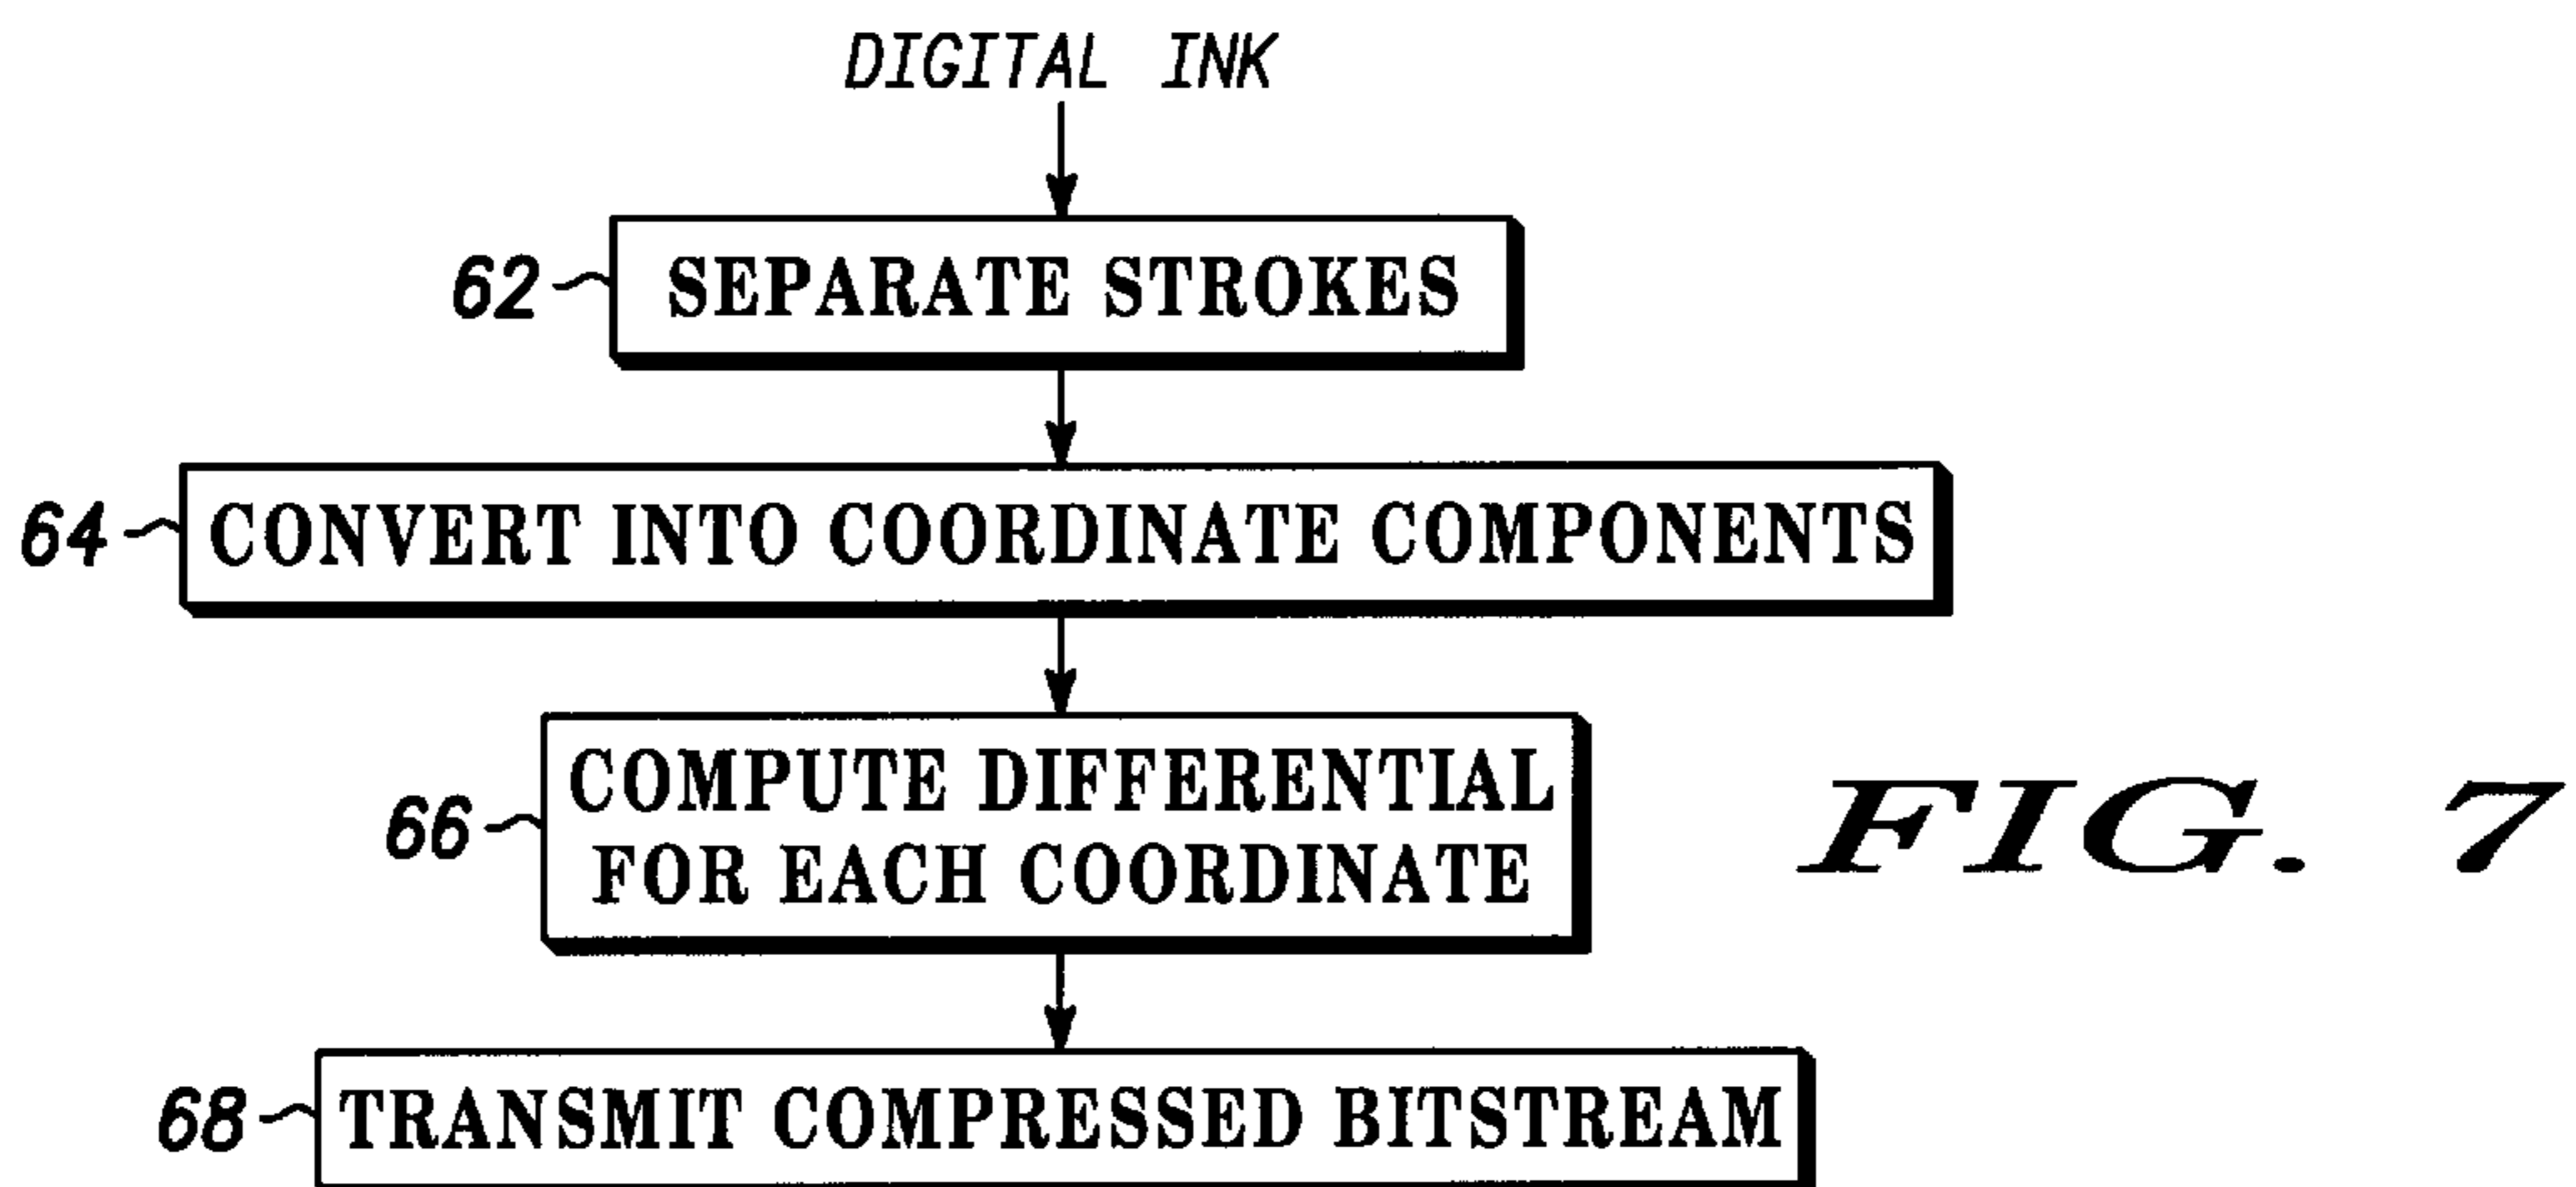 DIGITAL INK
62 SEPARATE STROKES
64 CONVERT INTO COORDINATE COMPONENTS
66 COMPUTE DIFFERENTIAL
FOR EACH COORDINATE
FIG. 7
68 TRANSMIT COMPRESSED BITSTREAM